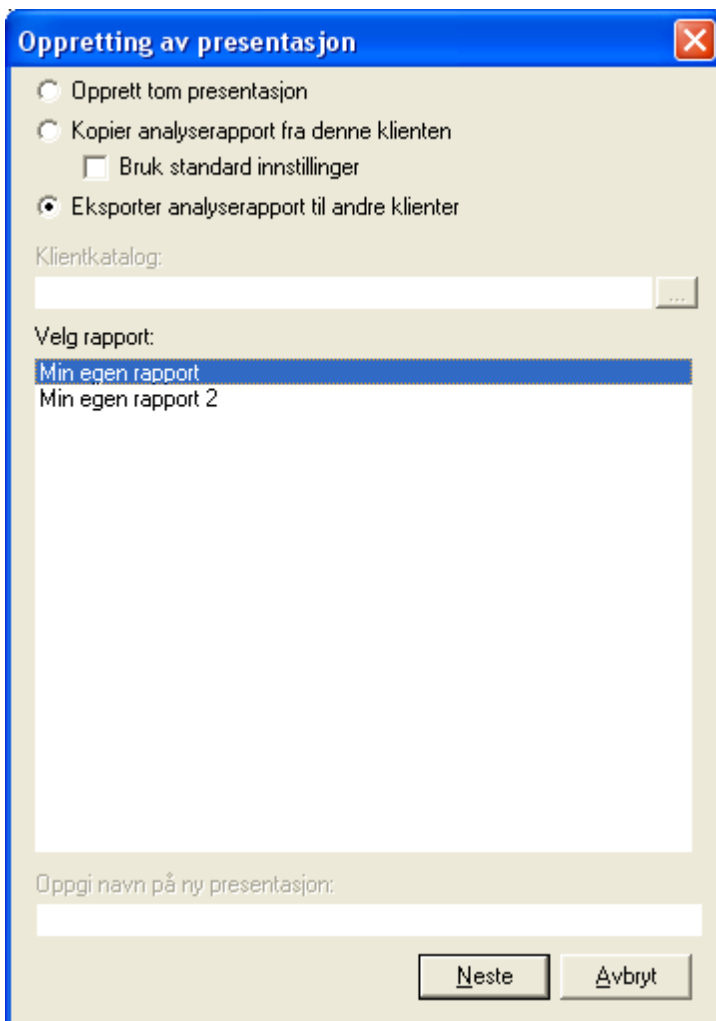 Oppretting av presentasjon
Opprett tom presentasjon
Kopier analyserapport fra denne klienten
Bruk standard innstillinger
Eksporter analyserapport til andre klienter
Klientkatalog:
...
Velg rapport:
Min egen rapport
Min egen rapport 2
Oppgi navn på ny presentasjon:
Neste
Avbryt